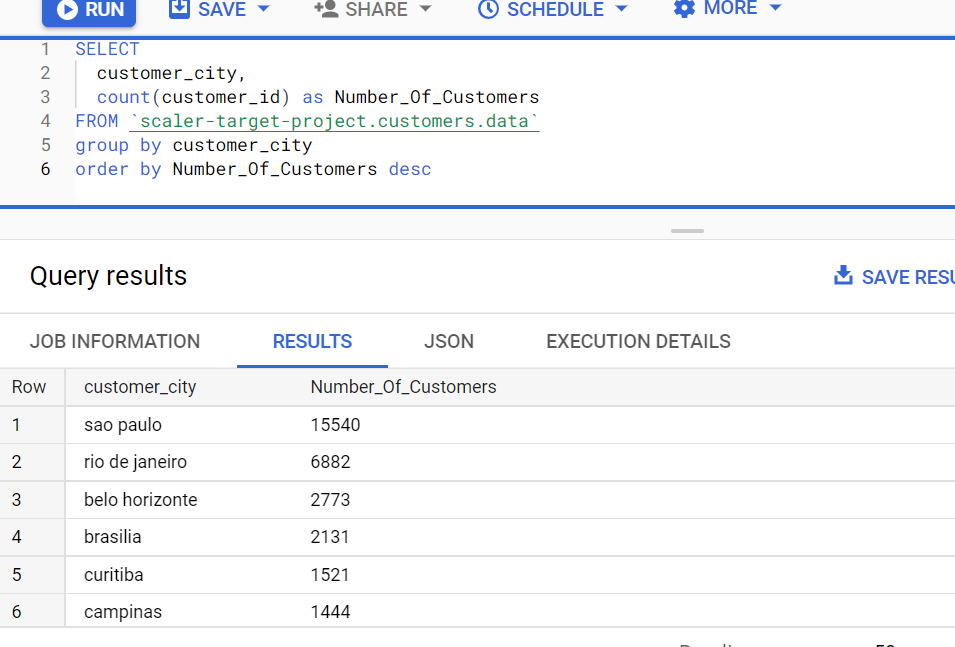 RUN SAVE SHARE SCHEDULE MORE
1 SELECT
2 customer_city,
3 count(customer_id) as Number_Of_Customers
4 FROM `scaler-target-project.customers.data`
5 group by customer_city
6 order by Number_Of_Customers desc
Query results SAVE RESU
JOB INFORMATION RESULTS JSON EXECUTION DETAILS
Row customer_city Number_Of_Customers
1 sao paulo 15540
2 rio de janeiro 6882
3 belo horizonte 2773
4 brasilia 2131
5 curitiba 1521
6 campinas 1444